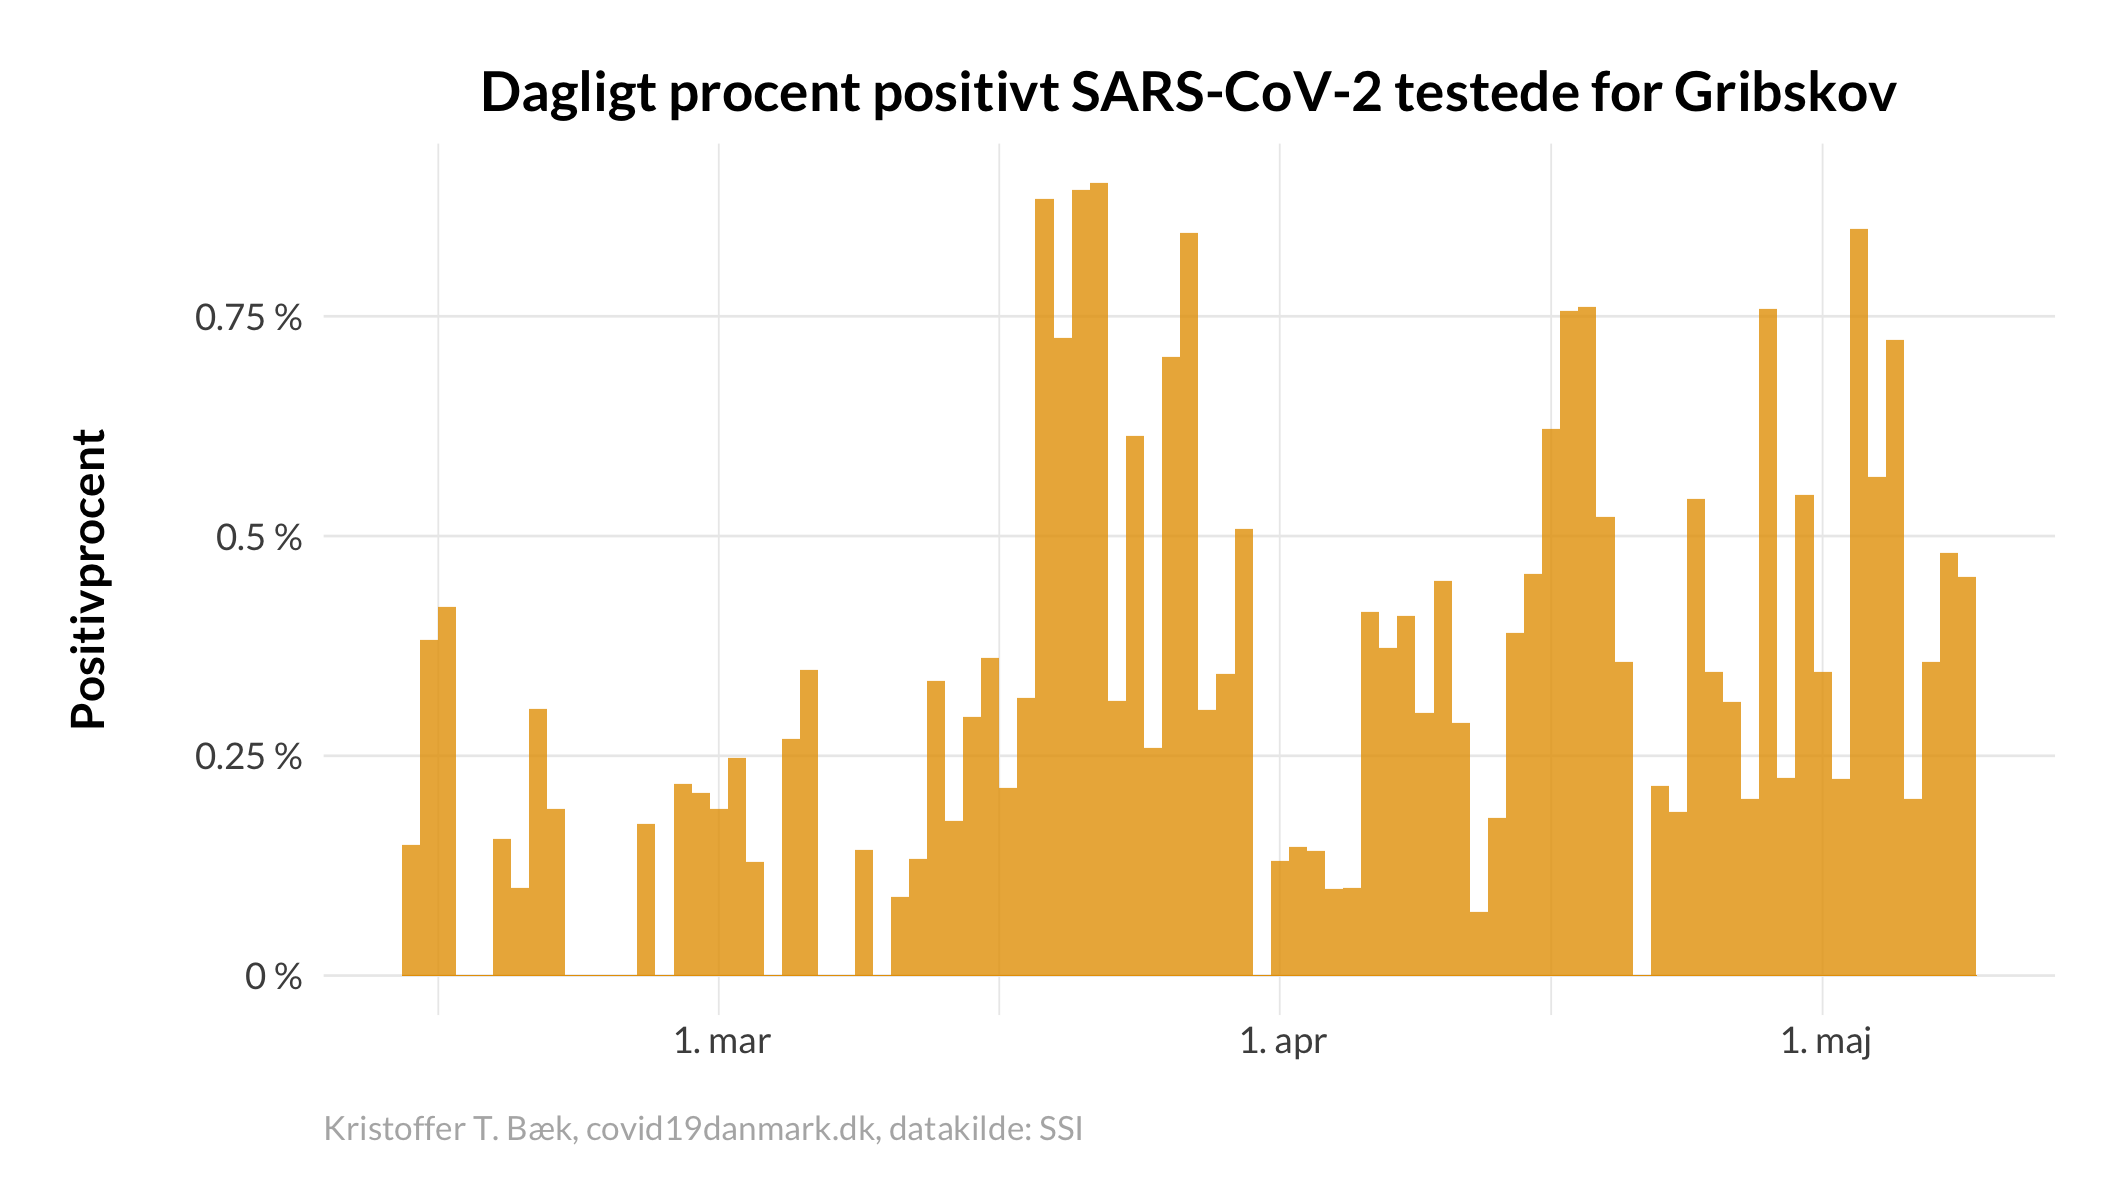 Dagligt procent positivt SARS-CoV-2 testede for Gribskov
Positivprocent
0.75 %
0.5 %
0.25 %
0 %
1. mar
1. apr
1. maj
Kristoffer T. Bæk, covid19danmark.dk, datakilde: SSI